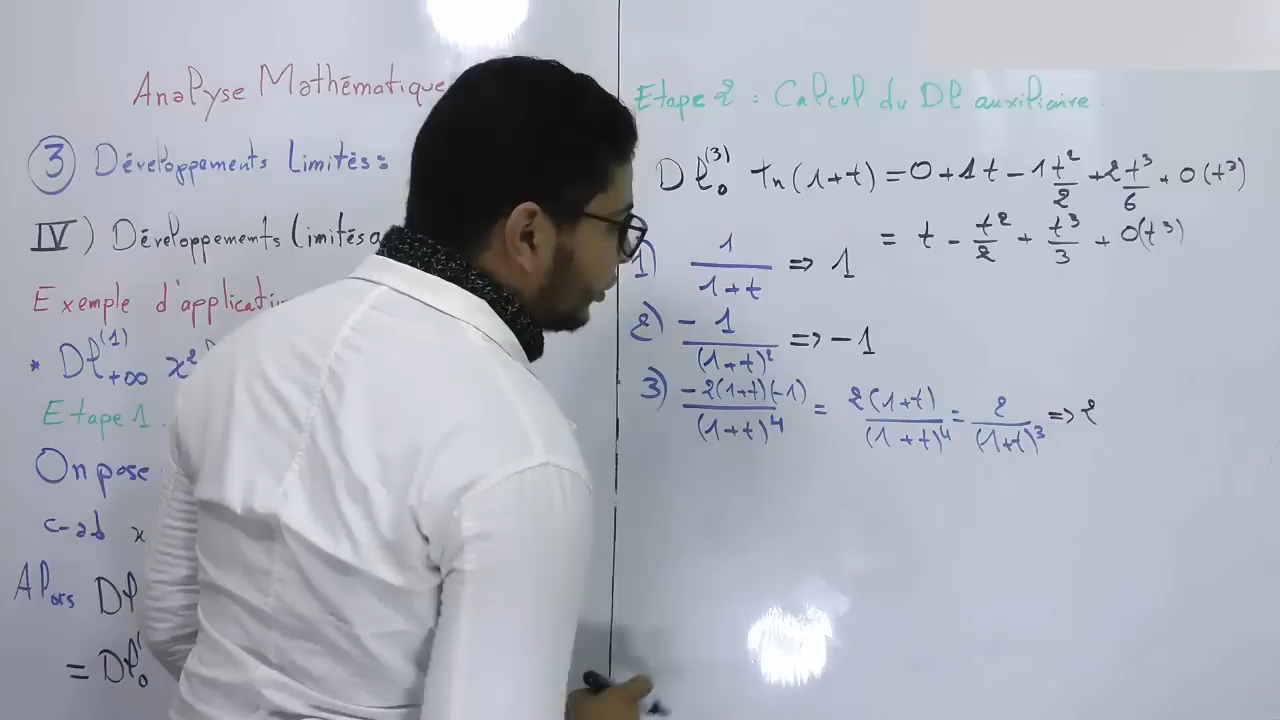 Analyse Mathématique
③ Développements Limités:
IV) Développements Limités
Exemple d'application
* Dl₊∞⁽¹⁾ x²
Etape 1 :
On pose
c-ad x
Alors Dl
= Dl₀
Etape 2 : Calcul du Dl auxiliaire :
Dl₀⁽³⁾ ln(1+t) = 0 + 1t - 1 t²/2 + 2 t³/6 + o(t³)
= t - t²/2 + t³/3 + o(t³)
1) 1/(1+t) ⇒ 1
2) -1/(1+t)² ⇒ -1
3) -2(1+t)(-1)/(1+t)⁴ = 2(1+t)/(1+t)⁴ = 2/(1+t)³ ⇒ 2